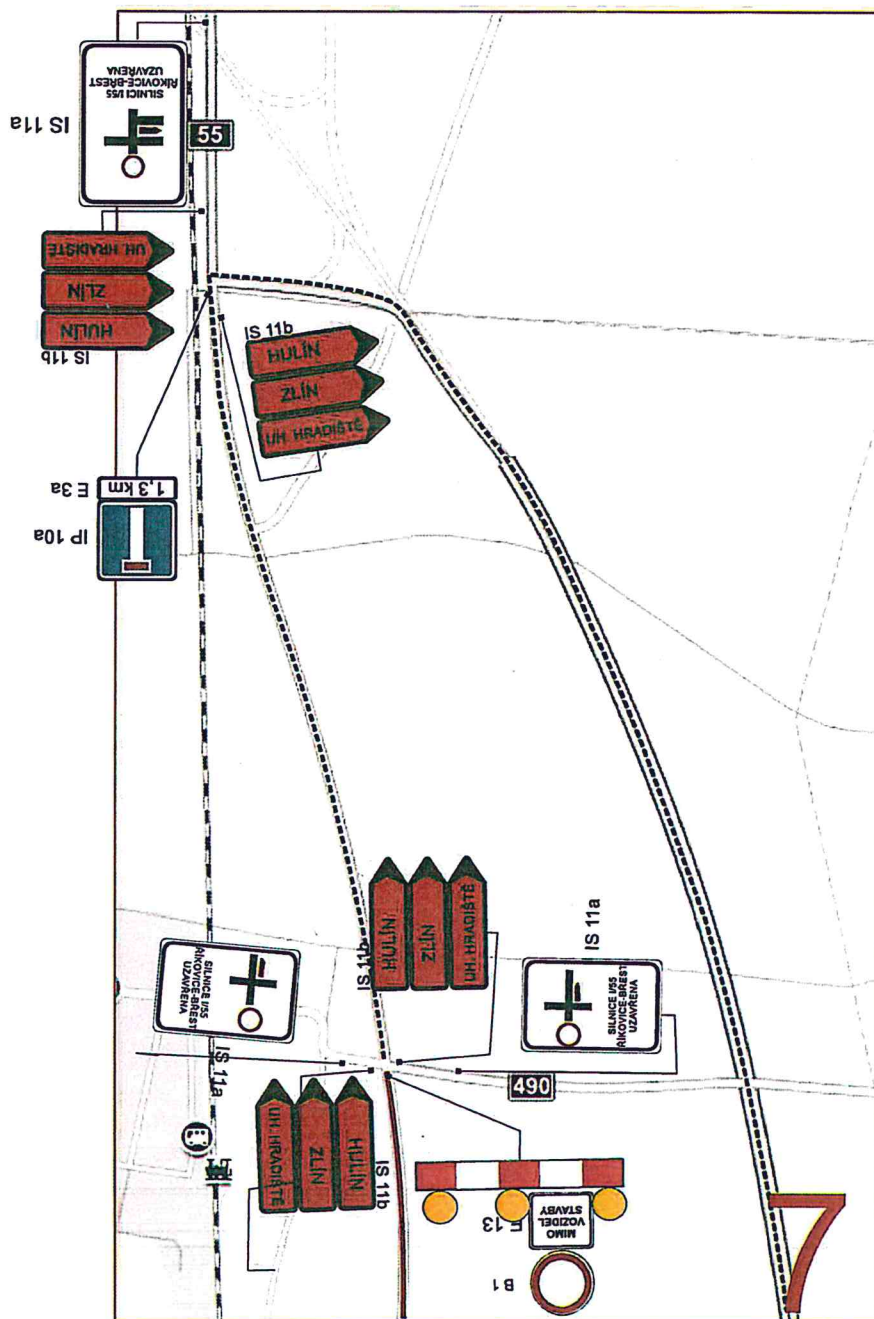 IS 11a
SILNICI I/55
ŘÍKOVICE-BŘEST
UZAVŘENA
55
UH. HRADIŠTĚ
ZLÍN
HULÍN
IS 11b
IS 11b
HULÍN
ZLÍN
UH. HRADIŠTĚ
E 3a
1,3 km
IP 10a
HULÍN
ZLÍN
UH. HRADIŠTĚ
IS 11b
IS 11a
SILNICE I/55
ŘÍKOVICE-BŘEST
UZAVŘENA
SILNICE I/55
ŘÍKOVICE-BŘEST
UZAVŘENA
IS 11a
490
UH. HRADIŠTĚ
ZLÍN
HULÍN
IS 11b
E 13
MIMO
VOZIDEL
STAVBY
B 1
7